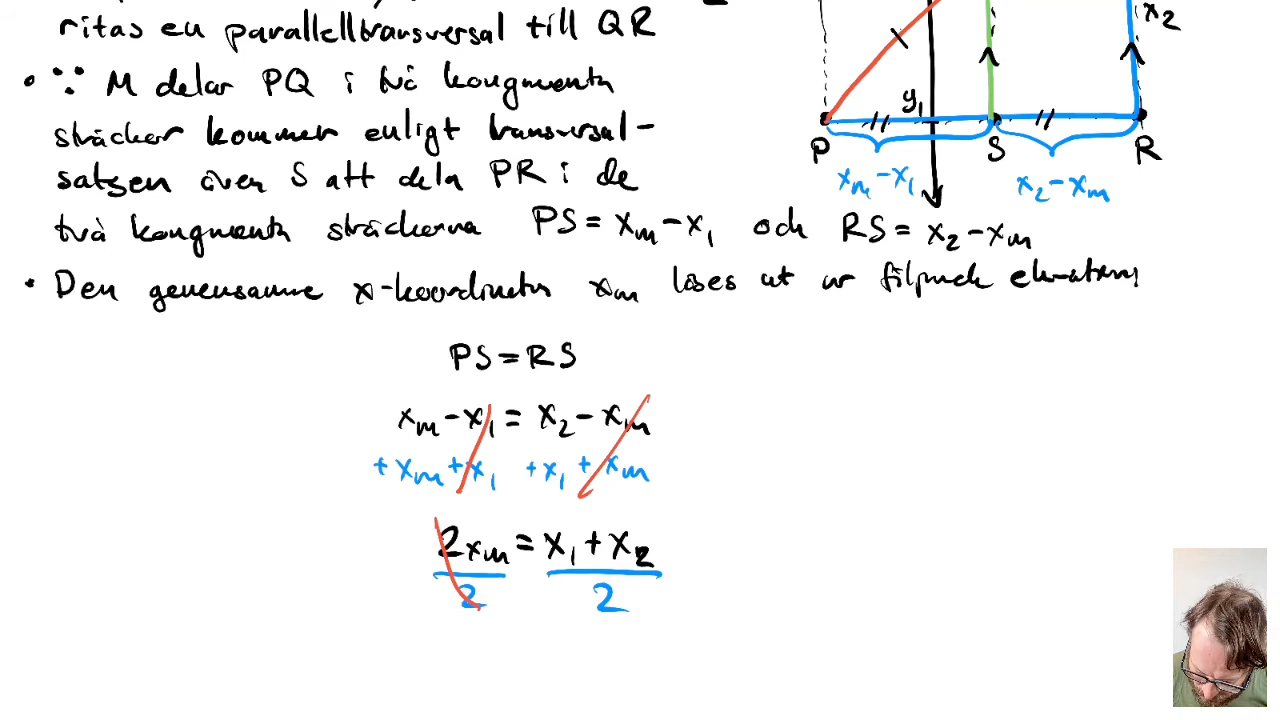 ritas en paralleltransversal till QR
• ∵ M delar PQ i två kongruenta
sträckor kommer enligt transversal-
satsen även S att dela PR i de
två kongruenta sträckorna PS = xₘ - x₁ och RS = x₂ - xₘ
• Den gemensamma x-koordinaten xₘ löses ut ur följande ekvation
PS = RS
xₘ - x₁ = x₂ - xₘ
+ xₘ + x₁ + x₁ + xₘ
2xₘ = x₁ + x₂
2 2
x₂
y₁
P S R
xₘ - x₁ x₂ - xₘ